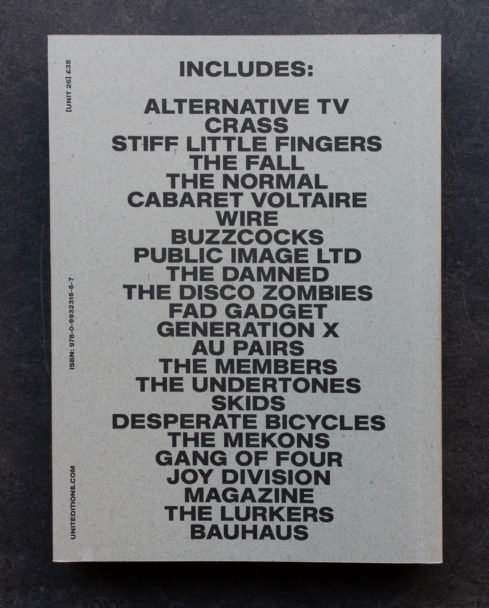 INCLUDES:
ALTERNATIVE TV
CRASS
STIFF LITTLE FINGERS
THE FALL
THE NORMAL
CABARET VOLTAIRE
WIRE
BUZZCOCKS
PUBLIC IMAGE LTD
THE DAMNED
THE DISCO ZOMBIES
FAD GADGET
GENERATION X
AU PAIRS
THE MEMBERS
THE UNDERTONES
SKIDS
DESPERATE BICYCLES
THE MEKONS
GANG OF FOUR
JOY DIVISION
MAGAZINE
THE LURKERS
BAUHAUS
[UNIT 26] £35
ISBN: 978-0-9932316-6-7
UNITEDITIONS.COM